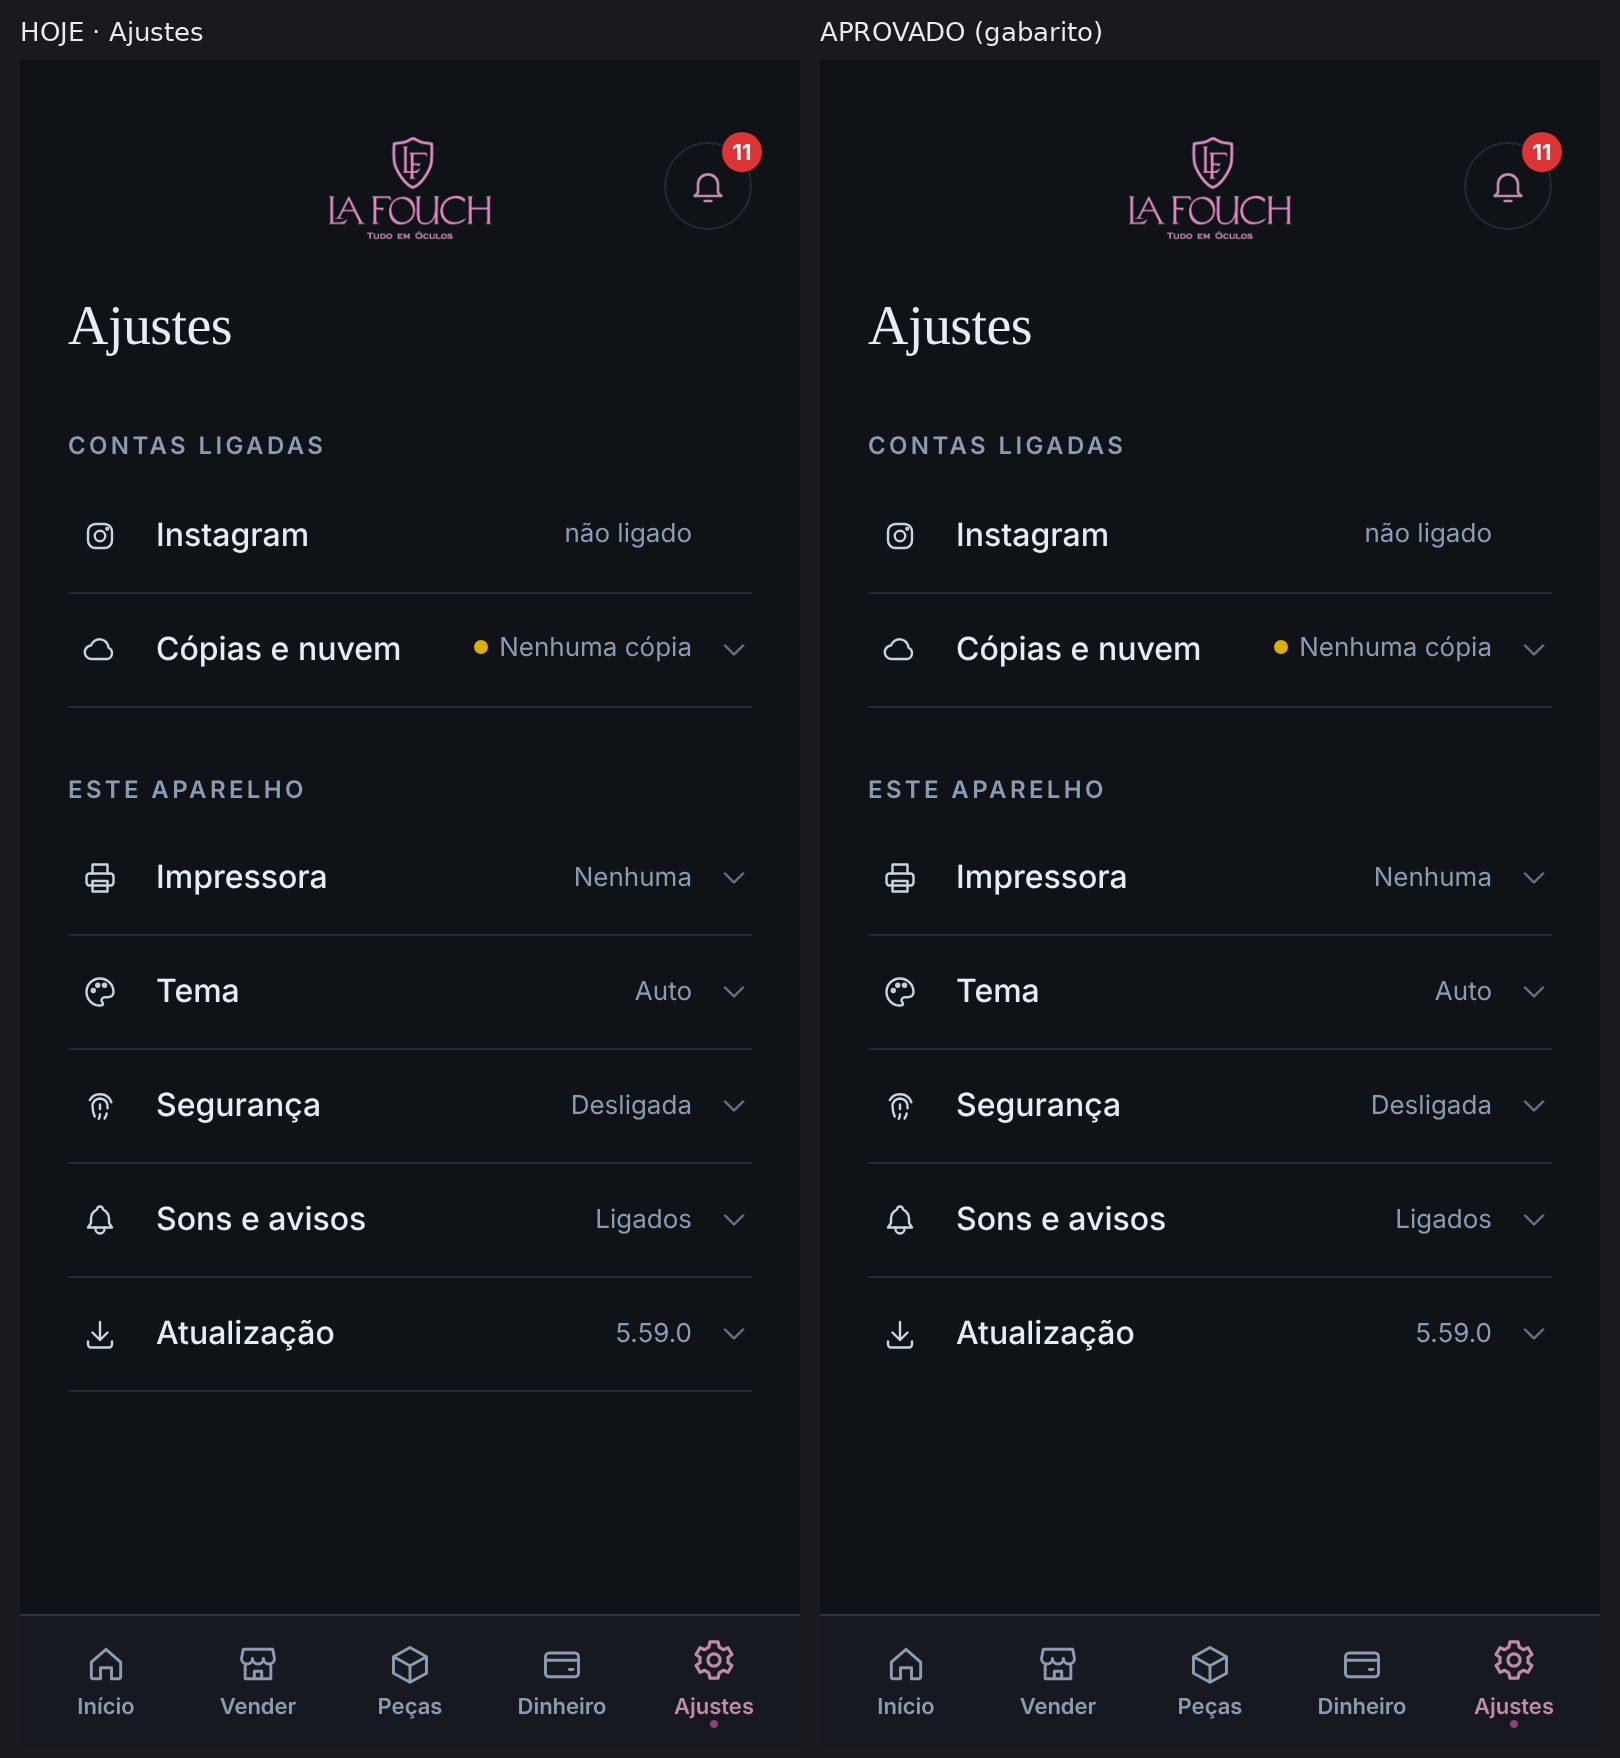 HOJE · Ajustes
LF
LA FOUCH
TUDO EM ÓCULOS
11
Ajustes
CONTAS LIGADAS
Instagram não ligado
Cópias e nuvem Nenhuma cópia
ESTE APARELHO
Impressora Nenhuma
Tema Auto
Segurança Desligada
Sons e avisos Ligados
Atualização 5.59.0
Início Vender Peças Dinheiro Ajustes
APROVADO (gabarito)
LF
LA FOUCH
TUDO EM ÓCULOS
11
Ajustes
CONTAS LIGADAS
Instagram não ligado
Cópias e nuvem Nenhuma cópia
ESTE APARELHO
Impressora Nenhuma
Tema Auto
Segurança Desligada
Sons e avisos Ligados
Atualização 5.59.0
Início Vender Peças Dinheiro Ajustes